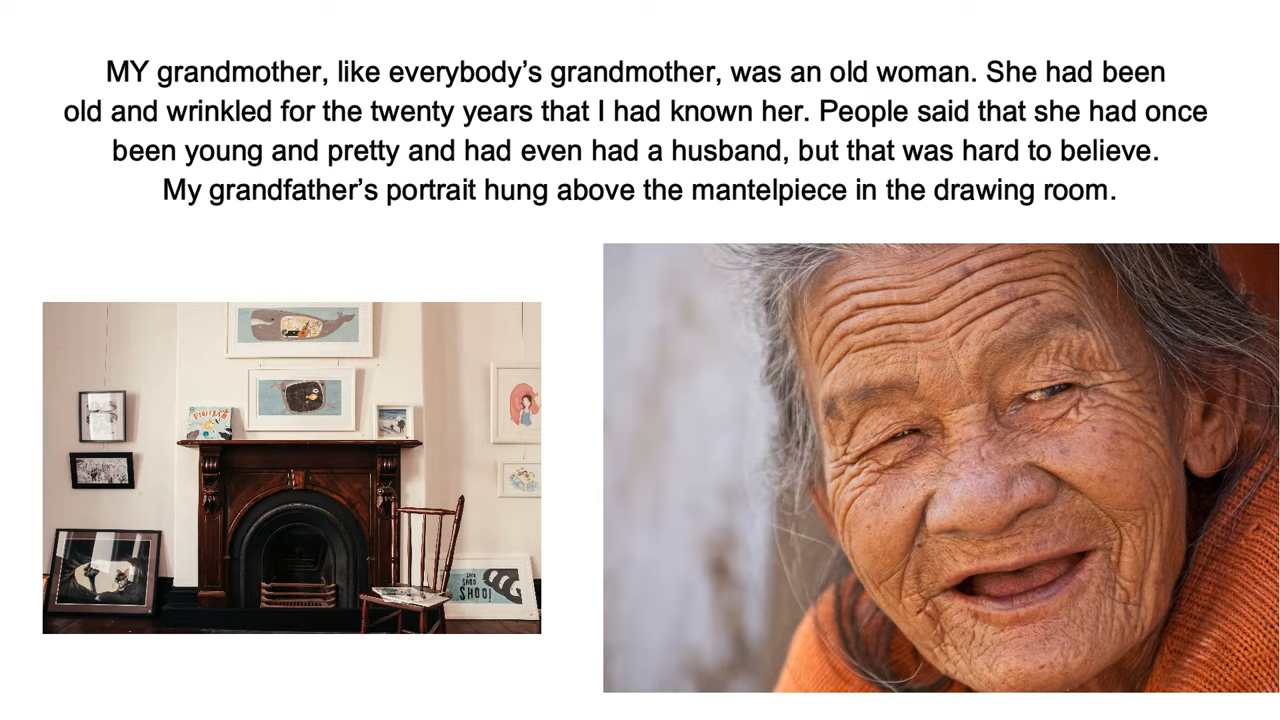 MY grandmother, like everybody’s grandmother, was an old woman. She had been
old and wrinkled for the twenty years that I had known her. People said that she had once
been young and pretty and had even had a husband, but that was hard to believe.
My grandfather’s portrait hung above the mantelpiece in the drawing room.
SHOO
SHOO!